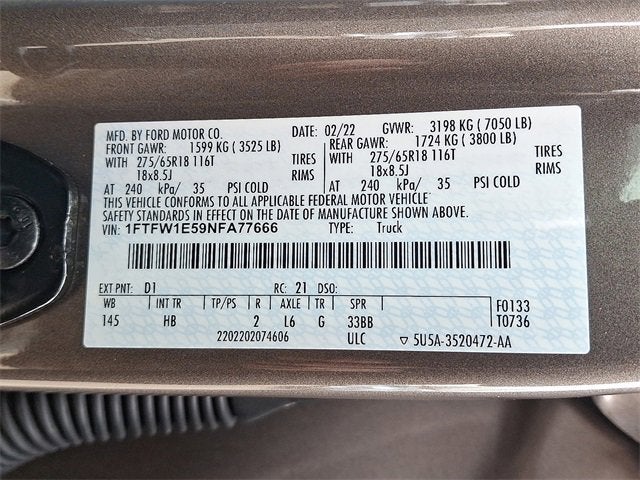 MFD. BY FORD MOTOR CO. DATE: 02/22 GVWR: 3198 KG ( 7050 LB)
FRONT GAWR: 1599 KG ( 3525 LB) REAR GAWR: 1724 KG ( 3800 LB)
WITH 275/65R18 116T TIRES WITH 275/65R18 116T TIRES
18x8.5J RIMS 18x8.5J RIMS
AT 240 kPa/ 35 PSI COLD AT 240 kPa/ 35 PSI COLD
THIS VEHICLE CONFORMS TO ALL APPLICABLE FEDERAL MOTOR VEHICLE
SAFETY STANDARDS IN EFFECT ON THE DATE OF MANUFACTURE SHOWN ABOVE.
VIN: 1FTFW1E59NFA77666 TYPE: Truck
EXT PNT: D1 RC: 21 DSO:
WB INT TR TP/PS R AXLE TR SPR F0133
145 HB 2 L6 G 33BB T0736
2202202074606 ULC ▽ 5U5A-3520472-AA